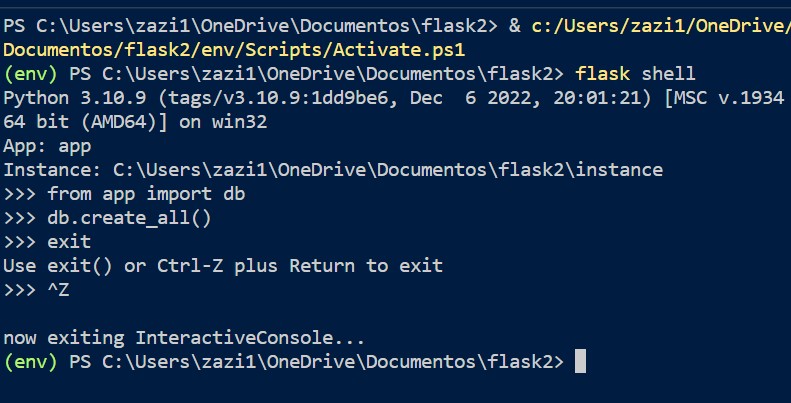 PS C:\Users\zazi1\OneDrive\Documentos\flask2> & c:/Users/zazi1/OneDrive/
Documentos/flask2/env/Scripts/Activate.ps1
(env) PS C:\Users\zazi1\OneDrive\Documentos\flask2> flask shell
Python 3.10.9 (tags/v3.10.9:1dd9be6, Dec  6 2022, 20:01:21) [MSC v.1934
64 bit (AMD64)] on win32
App: app
Instance: C:\Users\zazi1\OneDrive\Documentos\flask2\instance
>>> from app import db
>>> db.create_all()
>>> exit
Use exit() or Ctrl-Z plus Return to exit
>>> ^Z
now exiting InteractiveConsole...
(env) PS C:\Users\zazi1\OneDrive\Documentos\flask2>